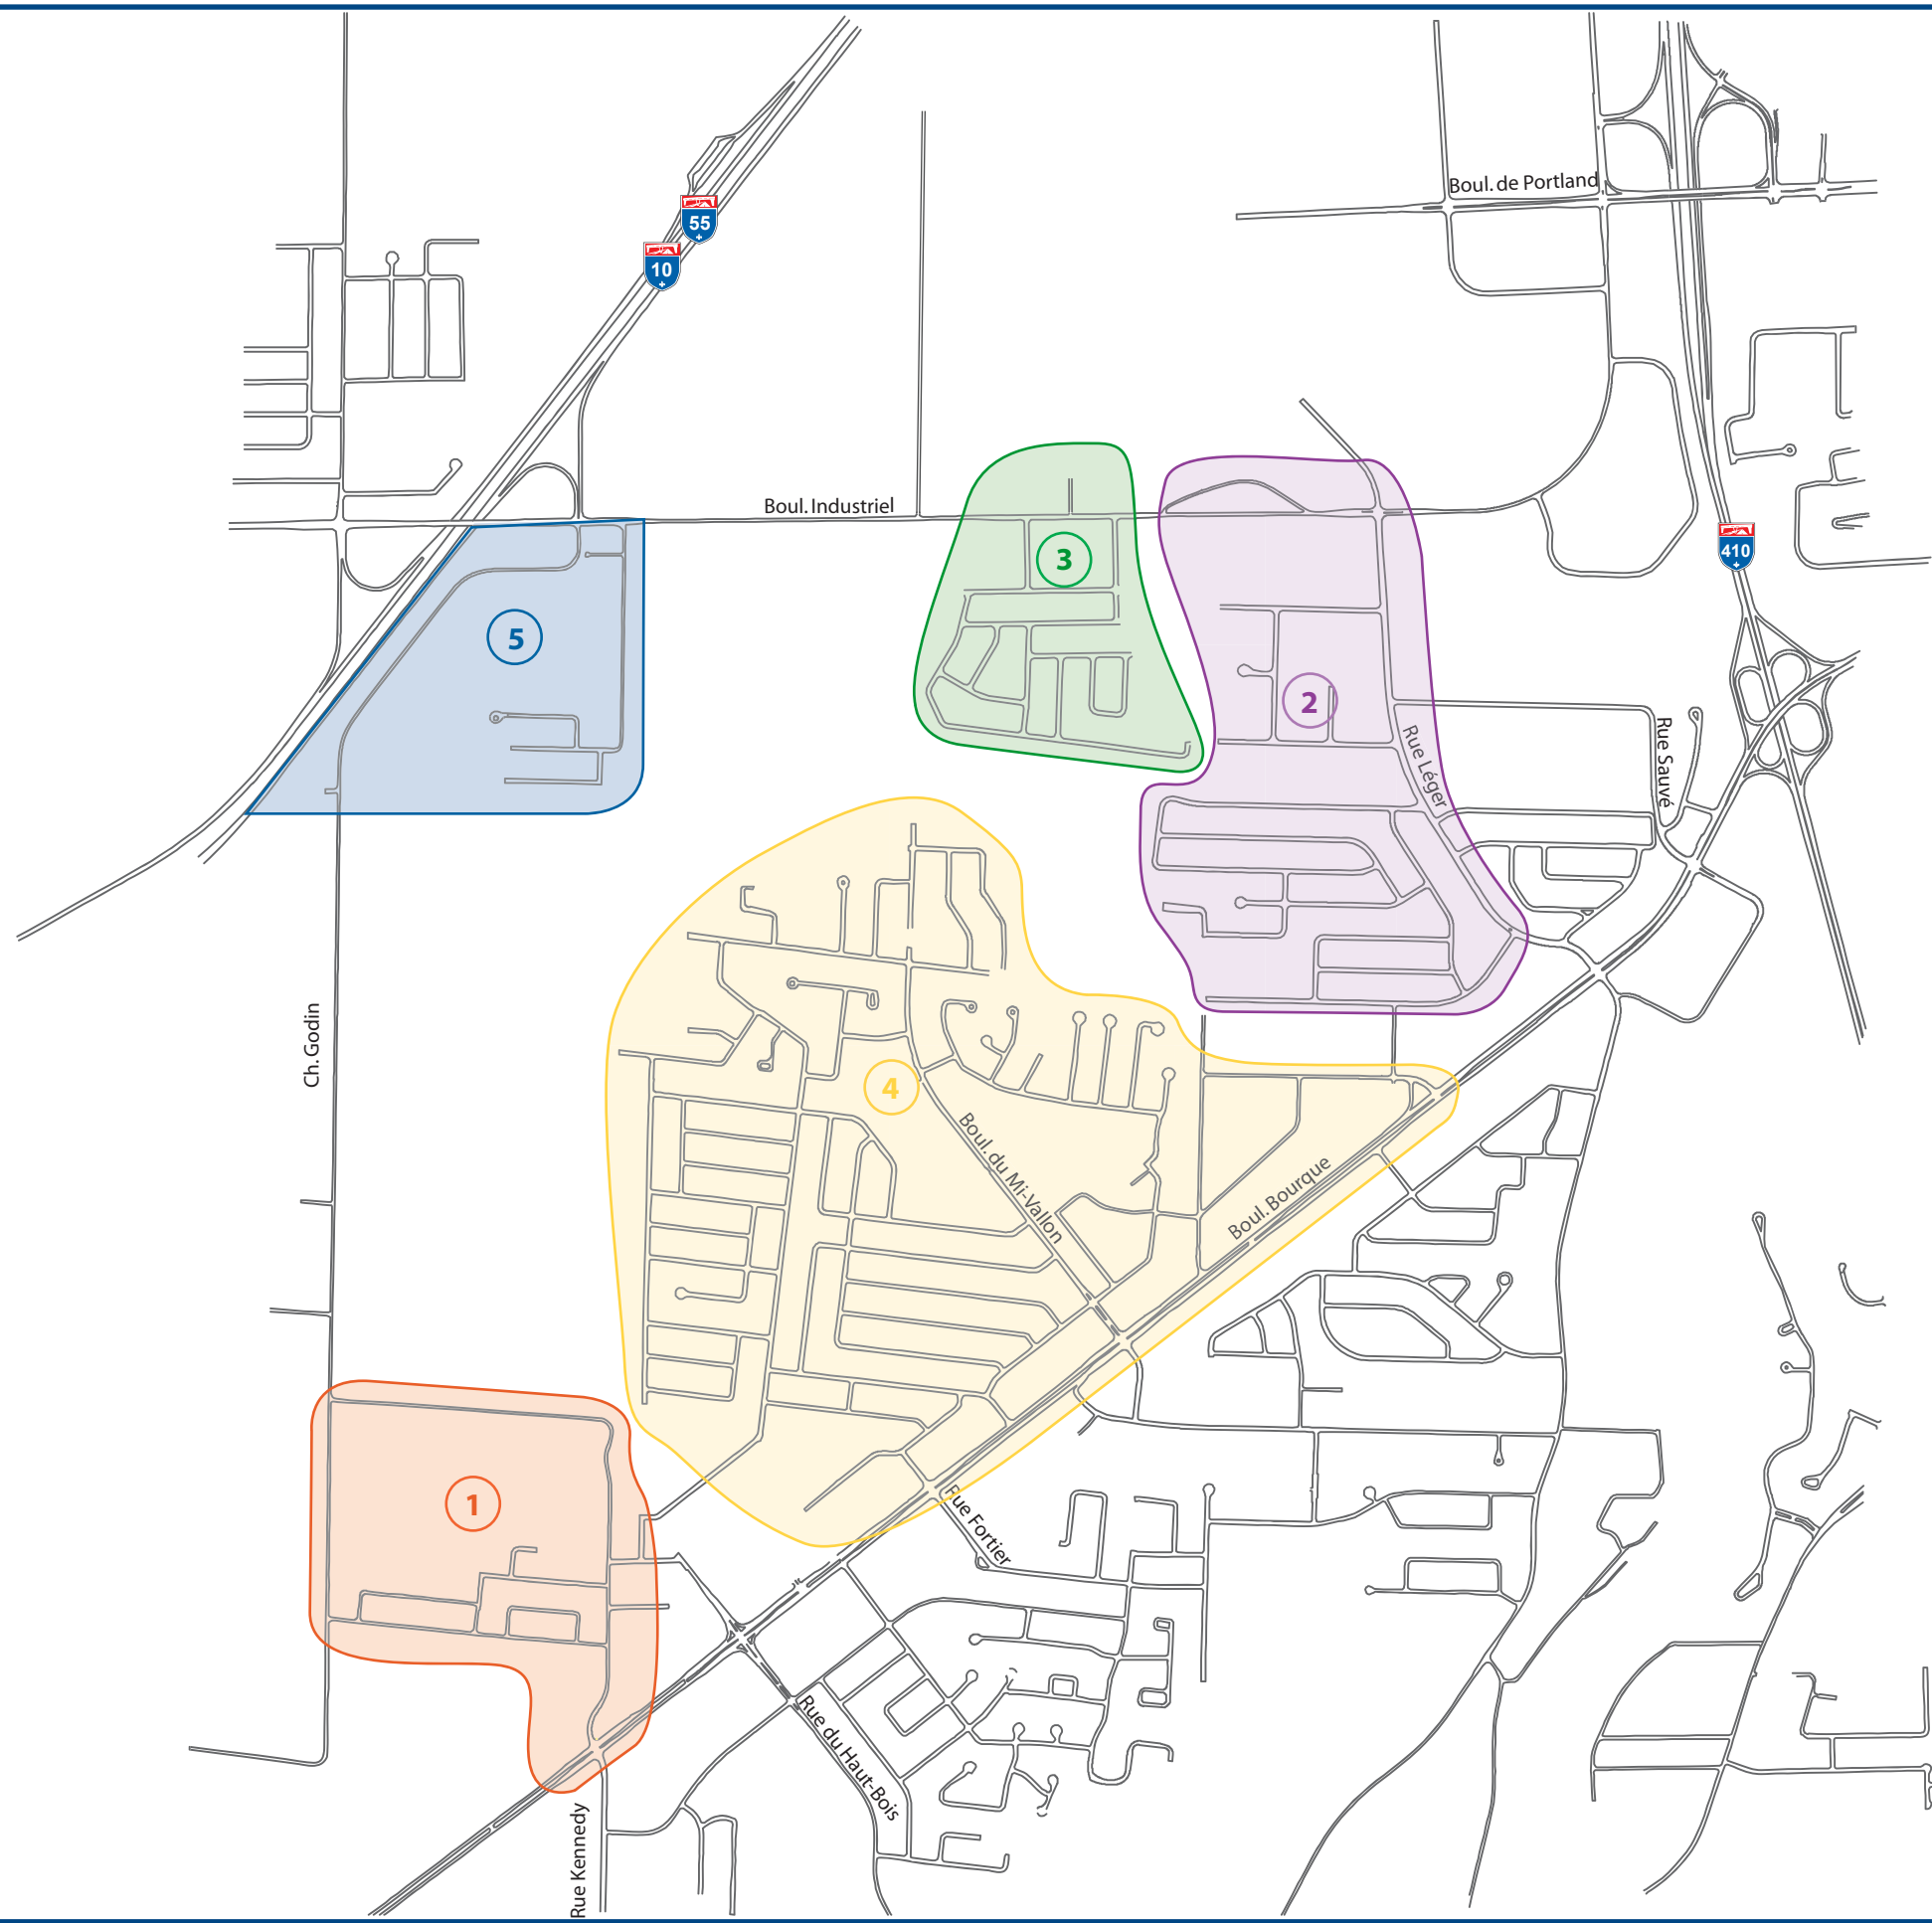 Boul. de Portland
55
10
Boul. Industriel
410
3
5
2
Rue Léger
Rue Sauvé
Ch. Godin
4
Boul. du Mi-Vallon
Boul. Bourque
1
Rue Fortier
Rue du Haut-Bois
Rue Kennedy